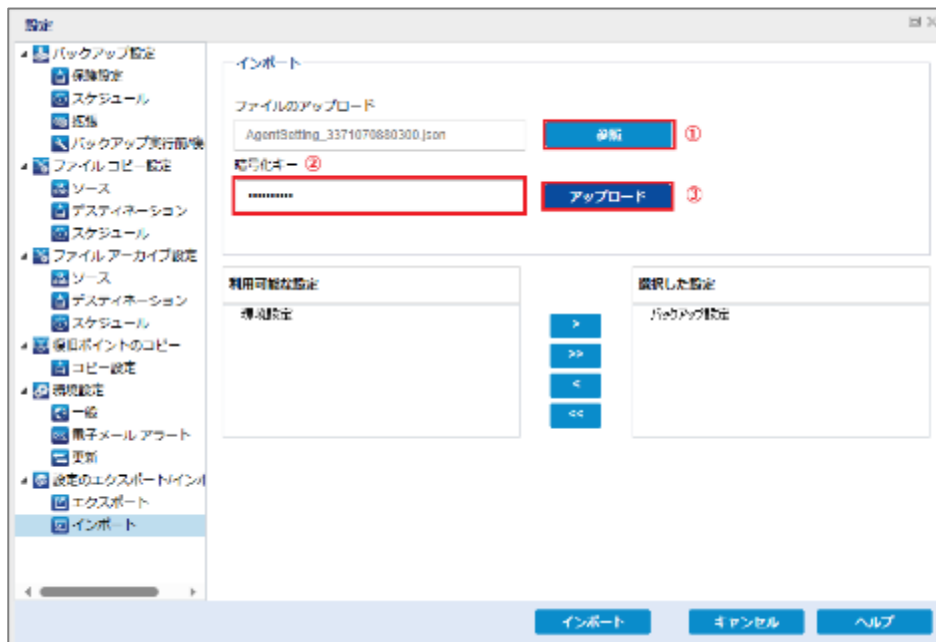 設定
バックアップ設定
保護設定
スケジュール
拡張
バックアップ実行前/後
ファイル コピー設定
ソース
デスティネーション
スケジュール
ファイル アーカイブ設定
ソース
デスティネーション
スケジュール
復旧ポイントのコピー
コピー設定
環境設定
一般
電子メール アラート
更新
設定のエクスポート/インポ
エクスポート
インポート
インポート
ファイルのアップロード
AgentSetting_3371070880300.json
参照 ①
暗号化キー ②
••••••••••
アップロード ③
利用可能な設定
環境設定
>
>>
<
<<
選択した設定
バックアップ設定
インポート キャンセル ヘルプ